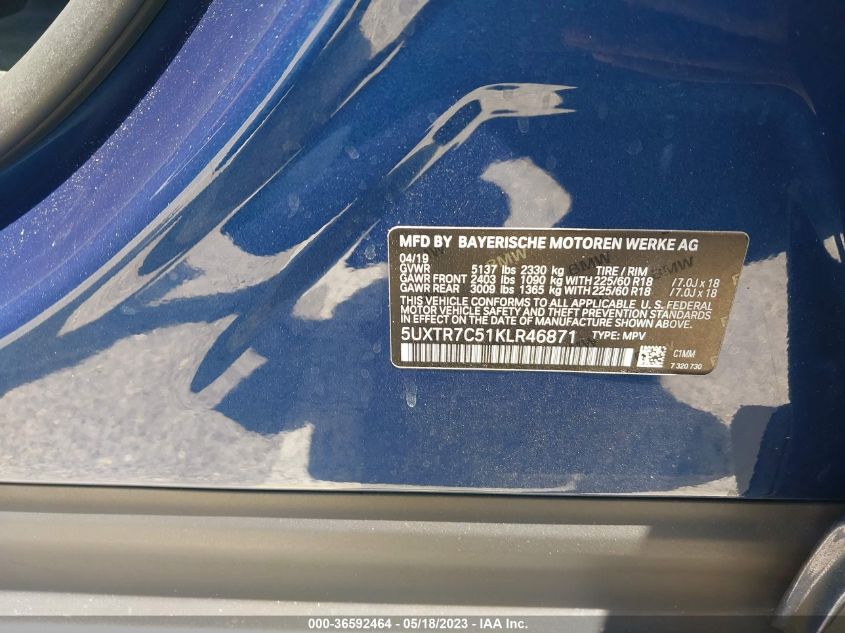 MFD BY BAYERISCHE MOTOREN WERKE AG
04/19
GVWR 5137 lbs 2330 kg TIRE / RIM
GAWR FRONT 2403 lbs 1090 kg WITH 225/60 R18 /7.0J x 18
GAWR REAR 3009 lbs 1365 kg WITH 225/60 R18 /7.0J x 18
THIS VEHICLE CONFORMS TO ALL APPLICABLE U. S. FEDERAL
MOTOR VEHICLE SAFETY AND THEFT PREVENTION STANDARDS
IN EFFECT ON THE DATE OF MANUFACTURE SHOWN ABOVE.
5UXTR7C51KLR46871 TYPE: MPV
C1MM
7 320 730
000-36592464 - 05/18/2023 - IAA Inc.